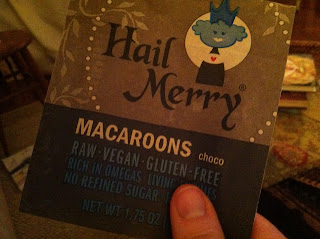 Hail
Merry®
MACAROONS choco
RAW·VEGAN·GLUTEN-FREE
RICH IN OMEGAS LIVING
NO REFINED SUGAR
NET WT 1.75 OZ